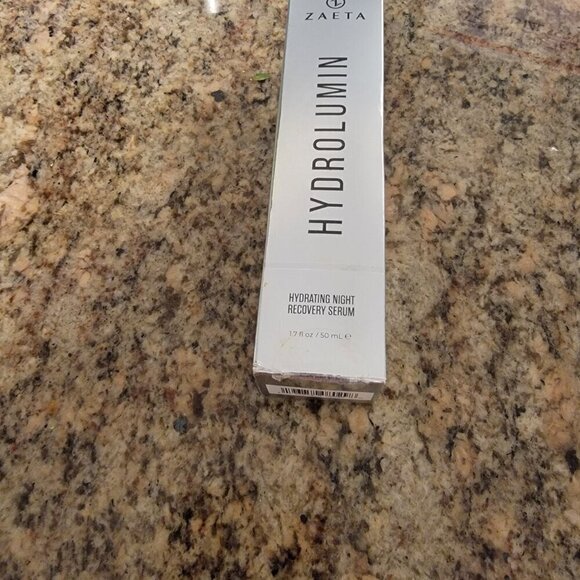 ZAETA
HYDROLUMIN
HYDRATING NIGHT
RECOVERY SERUM
1.7 fl oz / 50 mL ℮